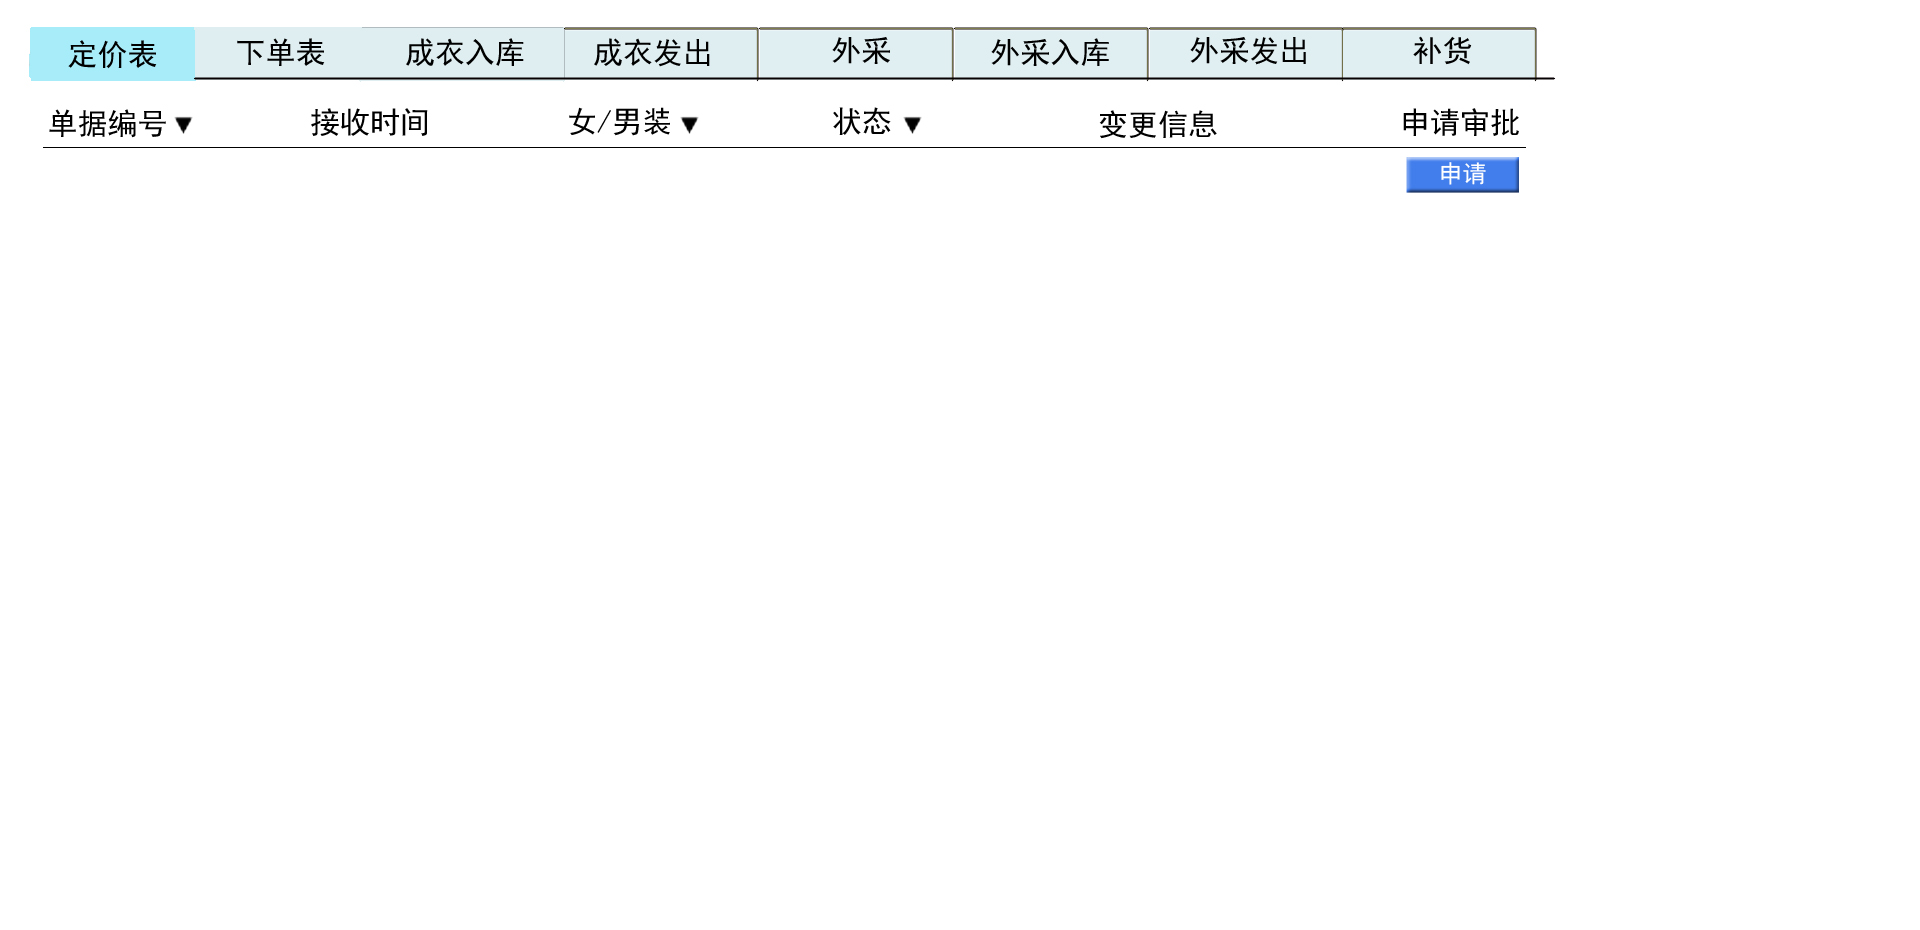 定价表 下单表 成衣入库 成衣发出 外采 外采入库 外采发出 补货
单据编号▼ 接收时间 女/男装▼ 状态▼ 变更信息 申请审批
申请